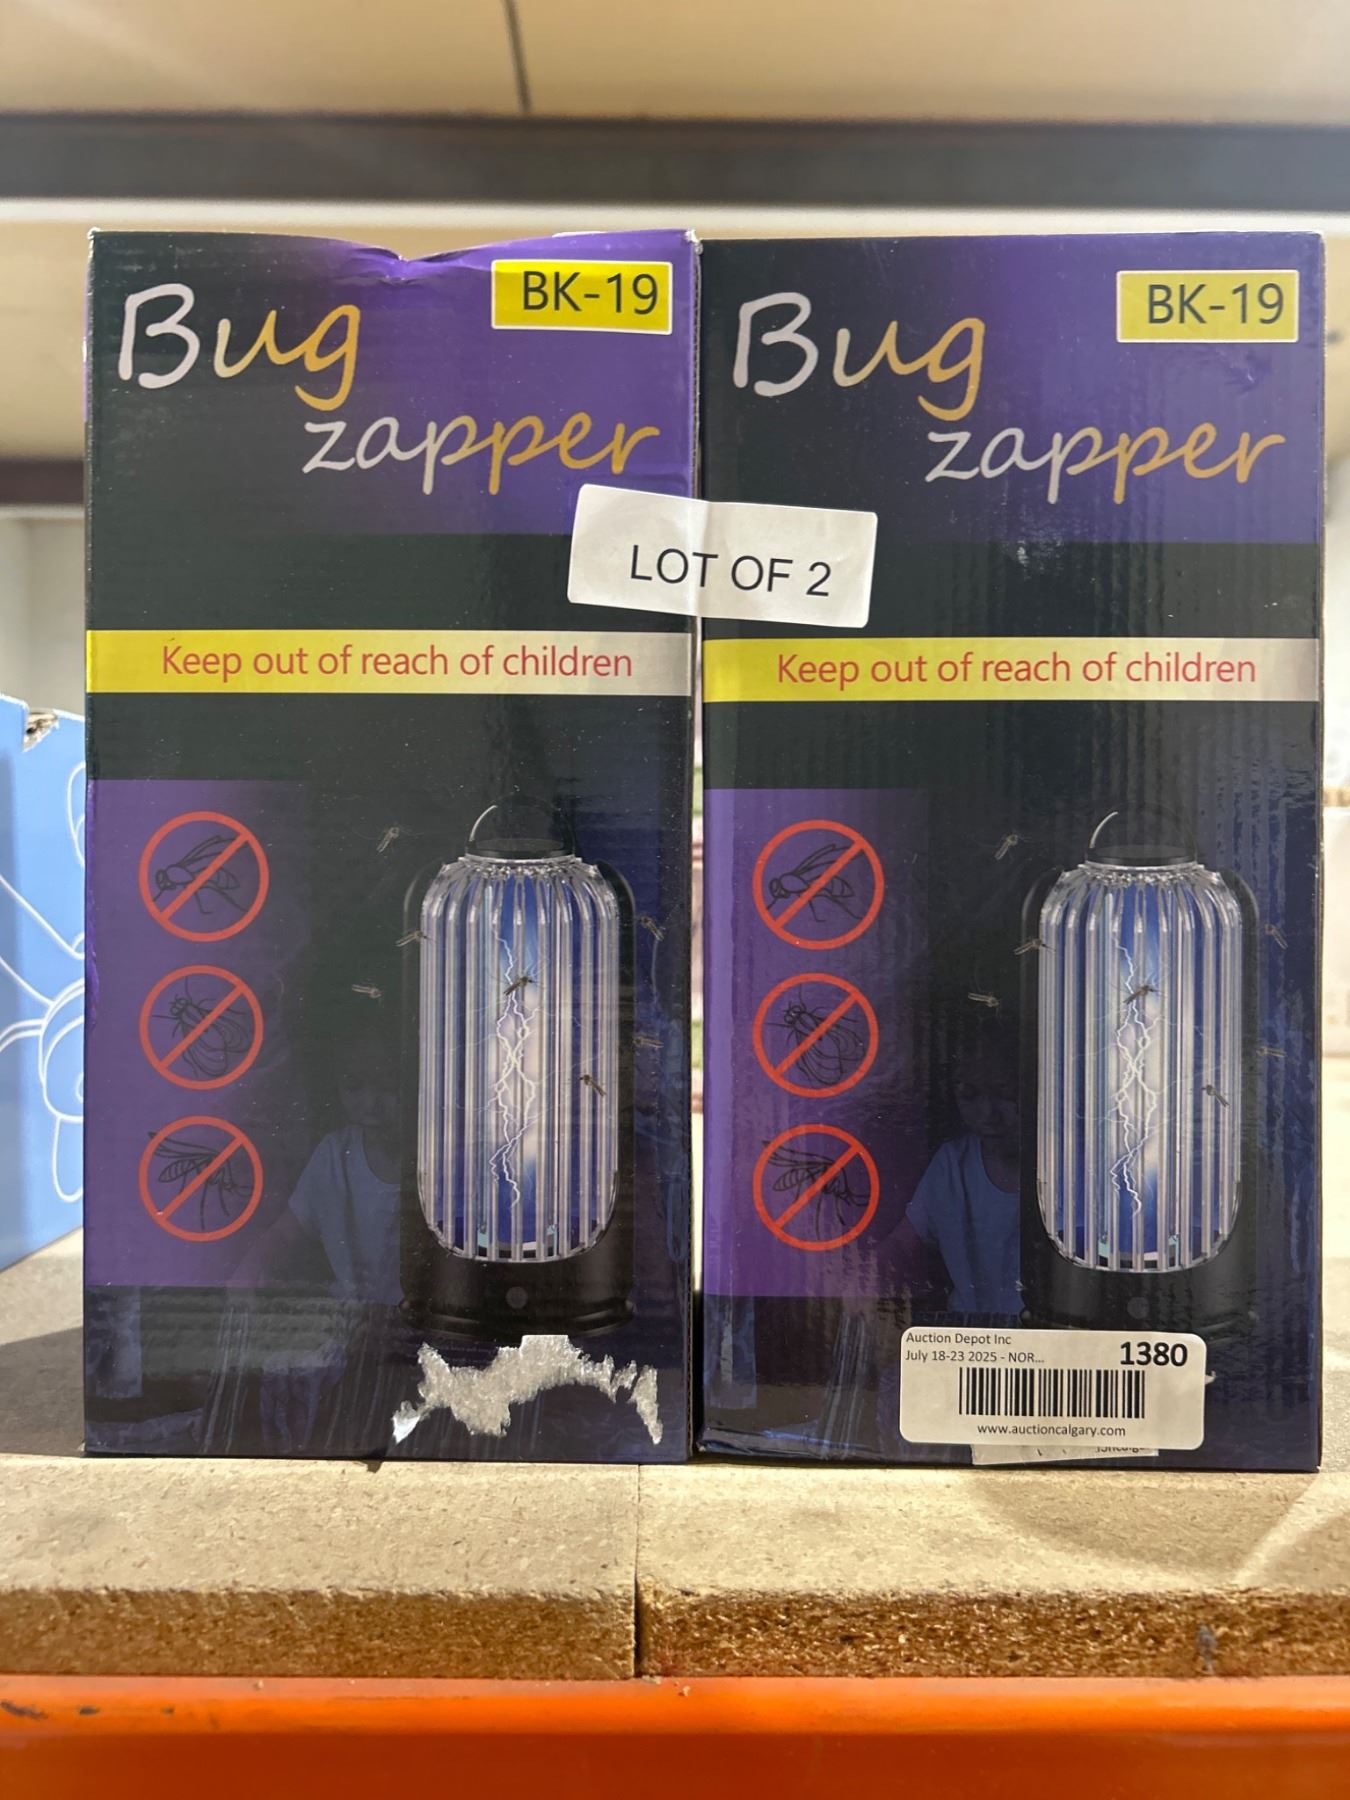 Bug
zapper
BK-19
Keep out of reach of children
LOT OF 2
Bug
zapper
BK-19
Keep out of reach of children
Auction Depot Inc
July 18-23 2025 - NOR...
1380
www.auctioncalgary.com